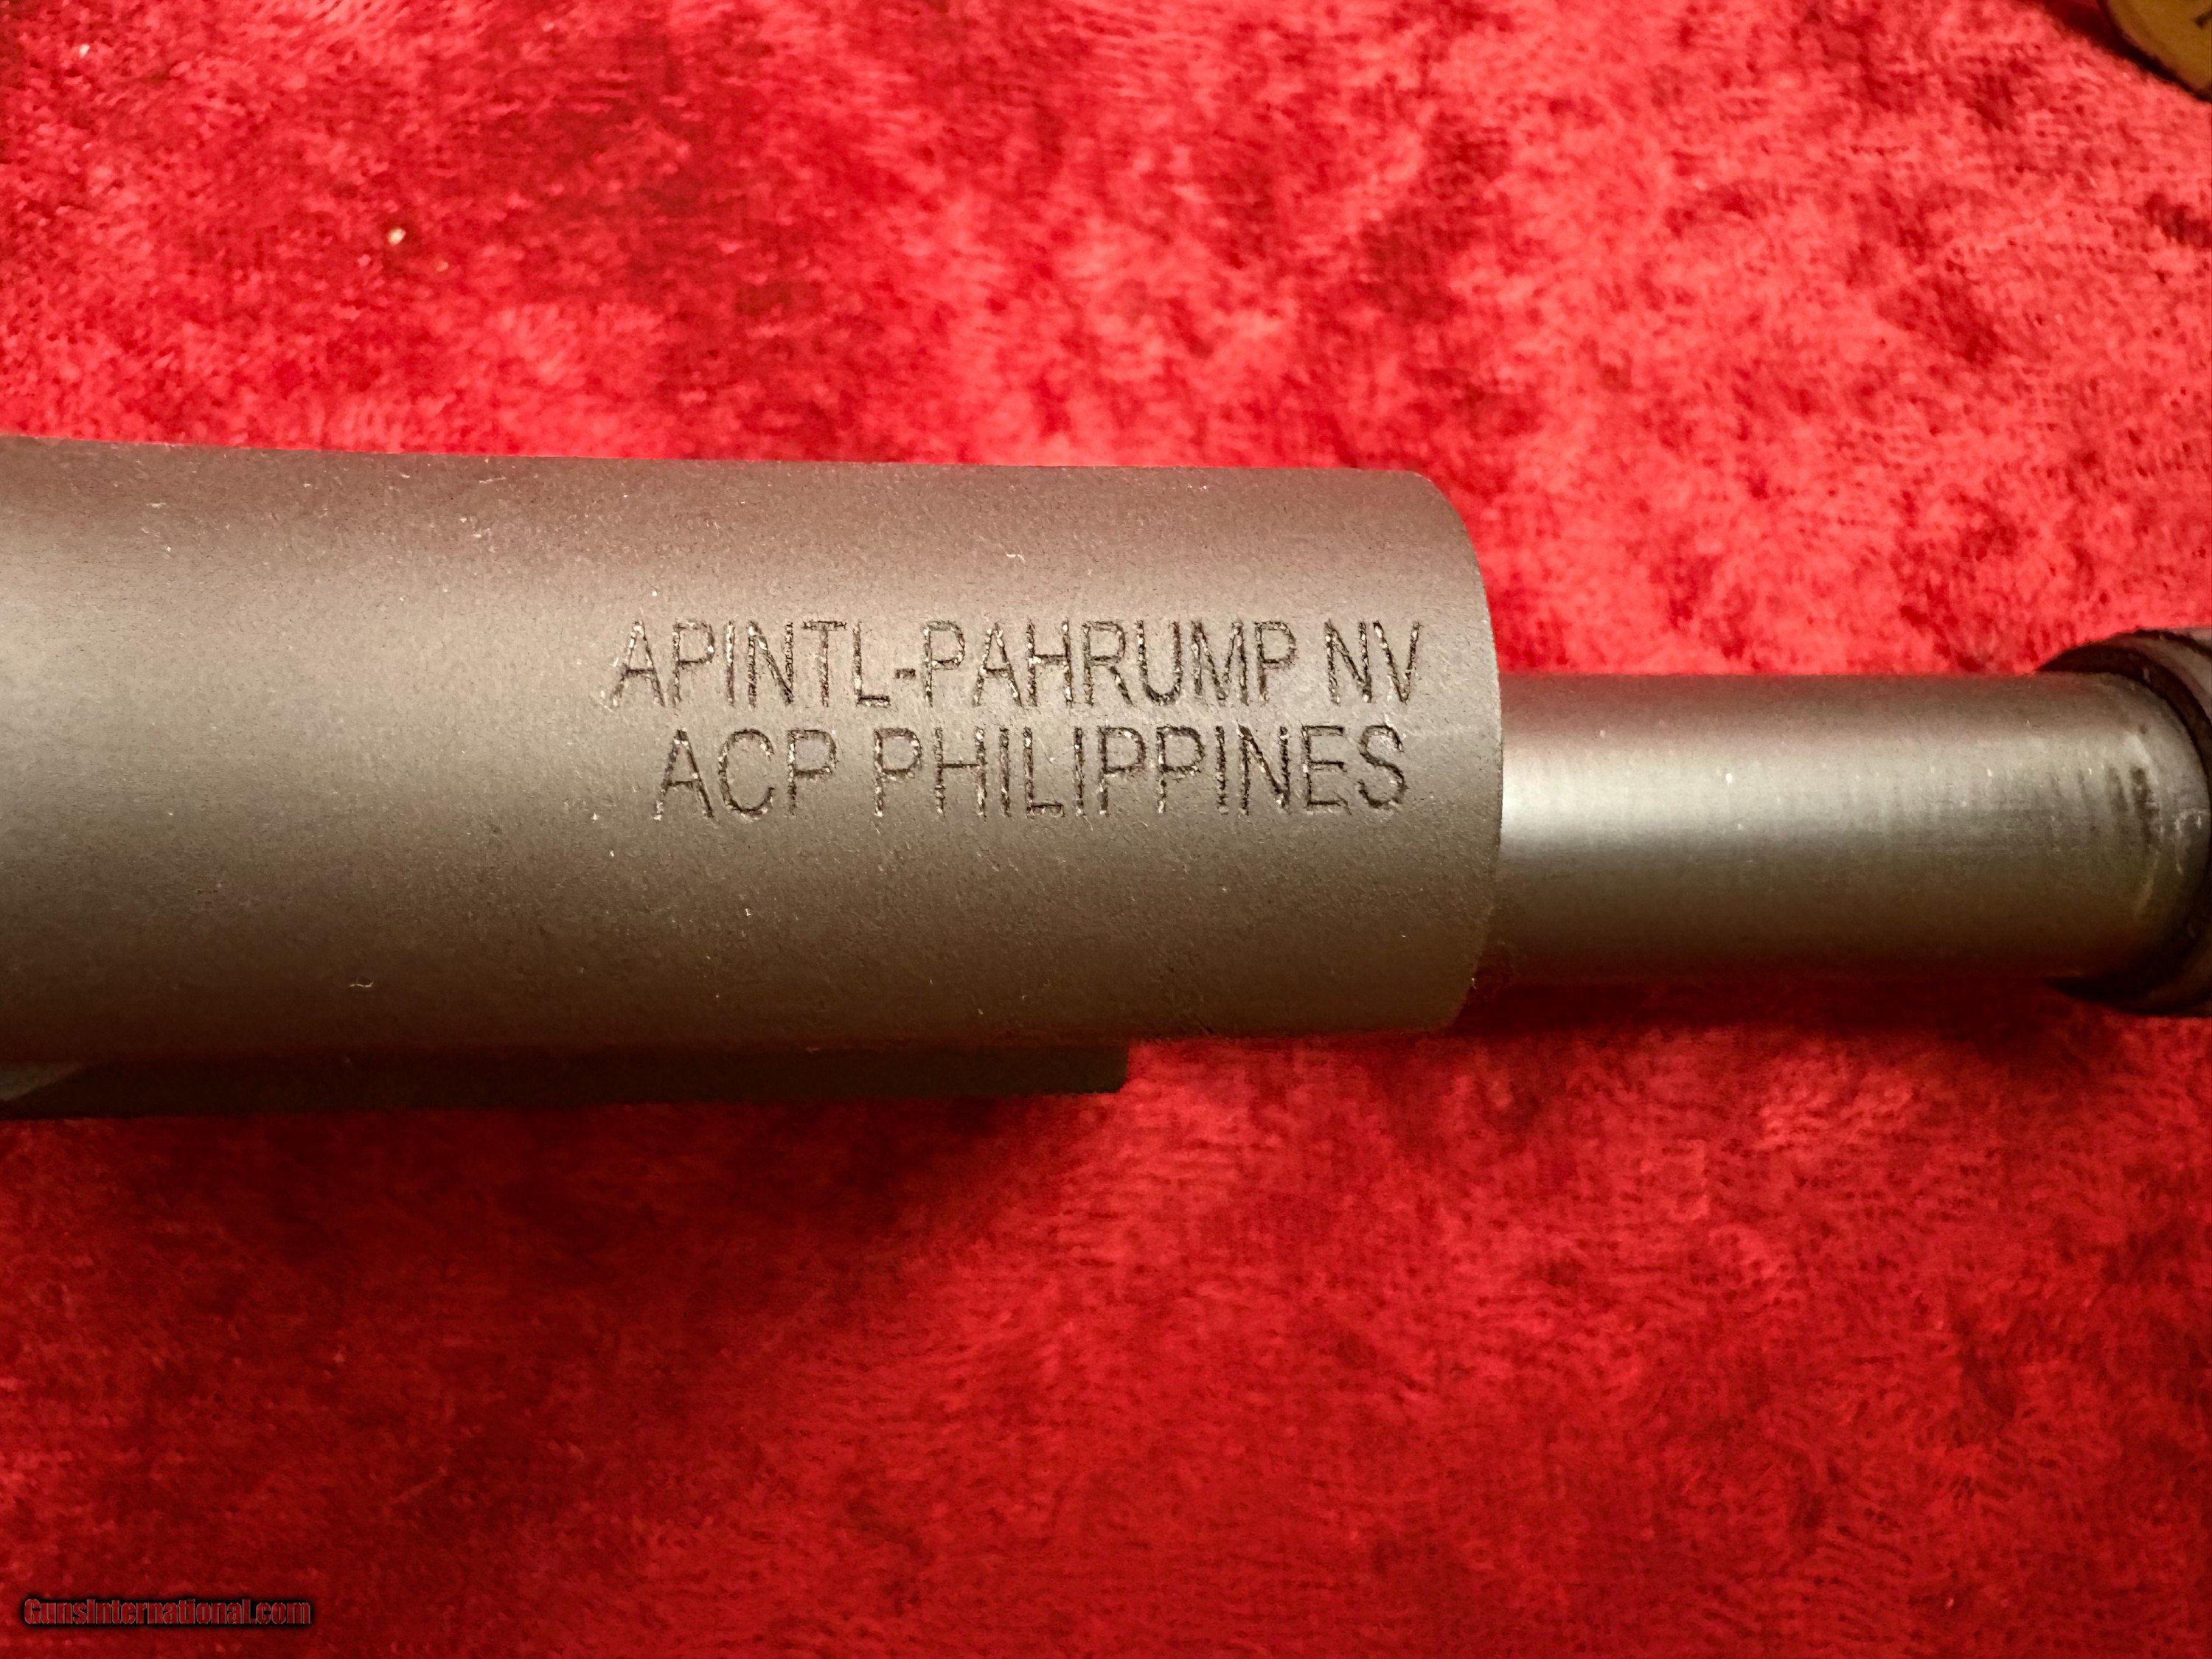 APINTL-PAHRUMP NV
ACP PHILIPPINES
GunsInternational.com